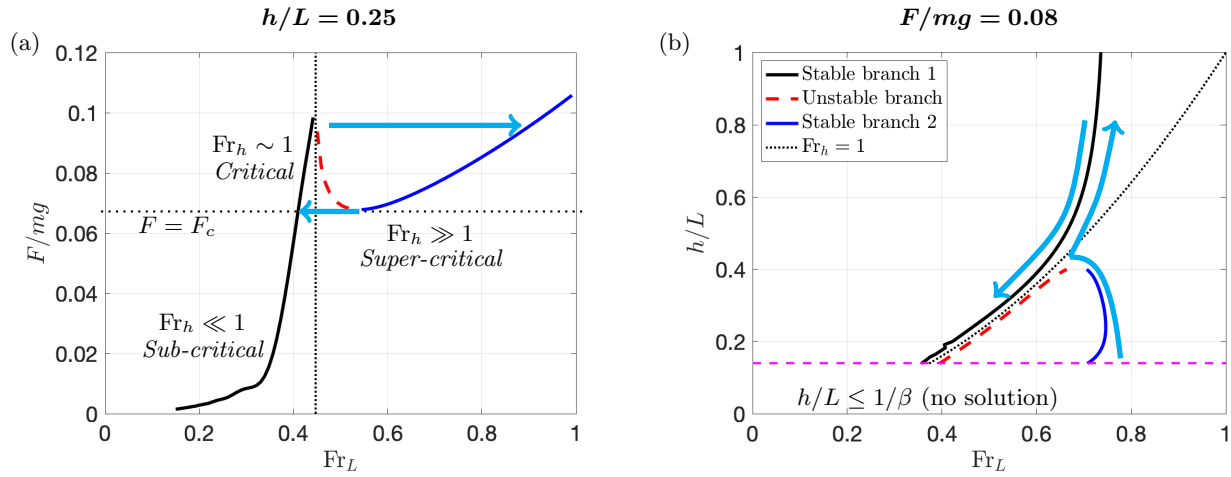 h/L = 0.25
(a)
F/mg
0.12
0.1
0.08
0.06
0.04
0.02
0
Fr_h ∼ 1
Critical
F = F_c
Fr_h ≫ 1
Super-critical
Fr_h ≪ 1
Sub-critical
0 0.2 0.4 0.6 0.8 1
Fr_L
F/mg = 0.08
(b)
h/L
1
0.8
0.6
0.4
0.2
0
Stable branch 1
Unstable branch
Stable branch 2
Fr_h = 1
h/L ≤ 1/β (no solution)
0 0.2 0.4 0.6 0.8 1
Fr_L